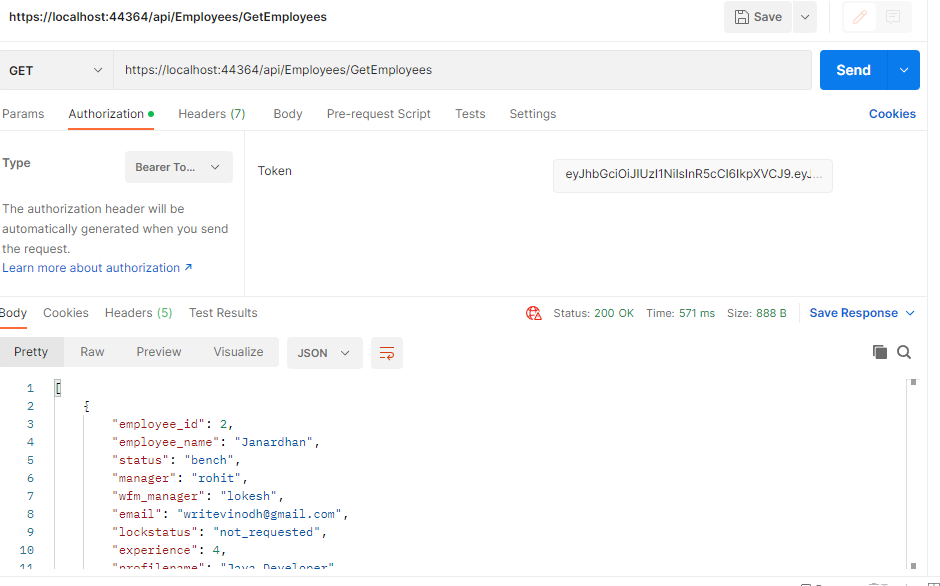 https://localhost:44364/api/Employees/GetEmployees
Save
GET
https://localhost:44364/api/Employees/GetEmployees
Send
Params Authorization Headers (7) Body Pre-request Script Tests Settings Cookies
Type
Bearer To...
Token
eyJhbGciOiJIUzI1NiIsInR5cCI6IkpXVCJ9.eyJ...
The authorization header will be
automatically generated when you send
the request.
Learn more about authorization ↗
Body Cookies Headers (5) Test Results Status: 200 OK Time: 571 ms Size: 888 B Save Response
Pretty Raw Preview Visualize JSON
1 [
2 {
3 "employee_id": 2,
4 "employee_name": "Janardhan",
5 "status": "bench",
6 "manager": "rohit",
7 "wfm_manager": "lokesh",
8 "email": "writevinodh@gmail.com",
9 "lockstatus": "not_requested",
10 "experience": 4,
11 "profilename": "Java Developer"